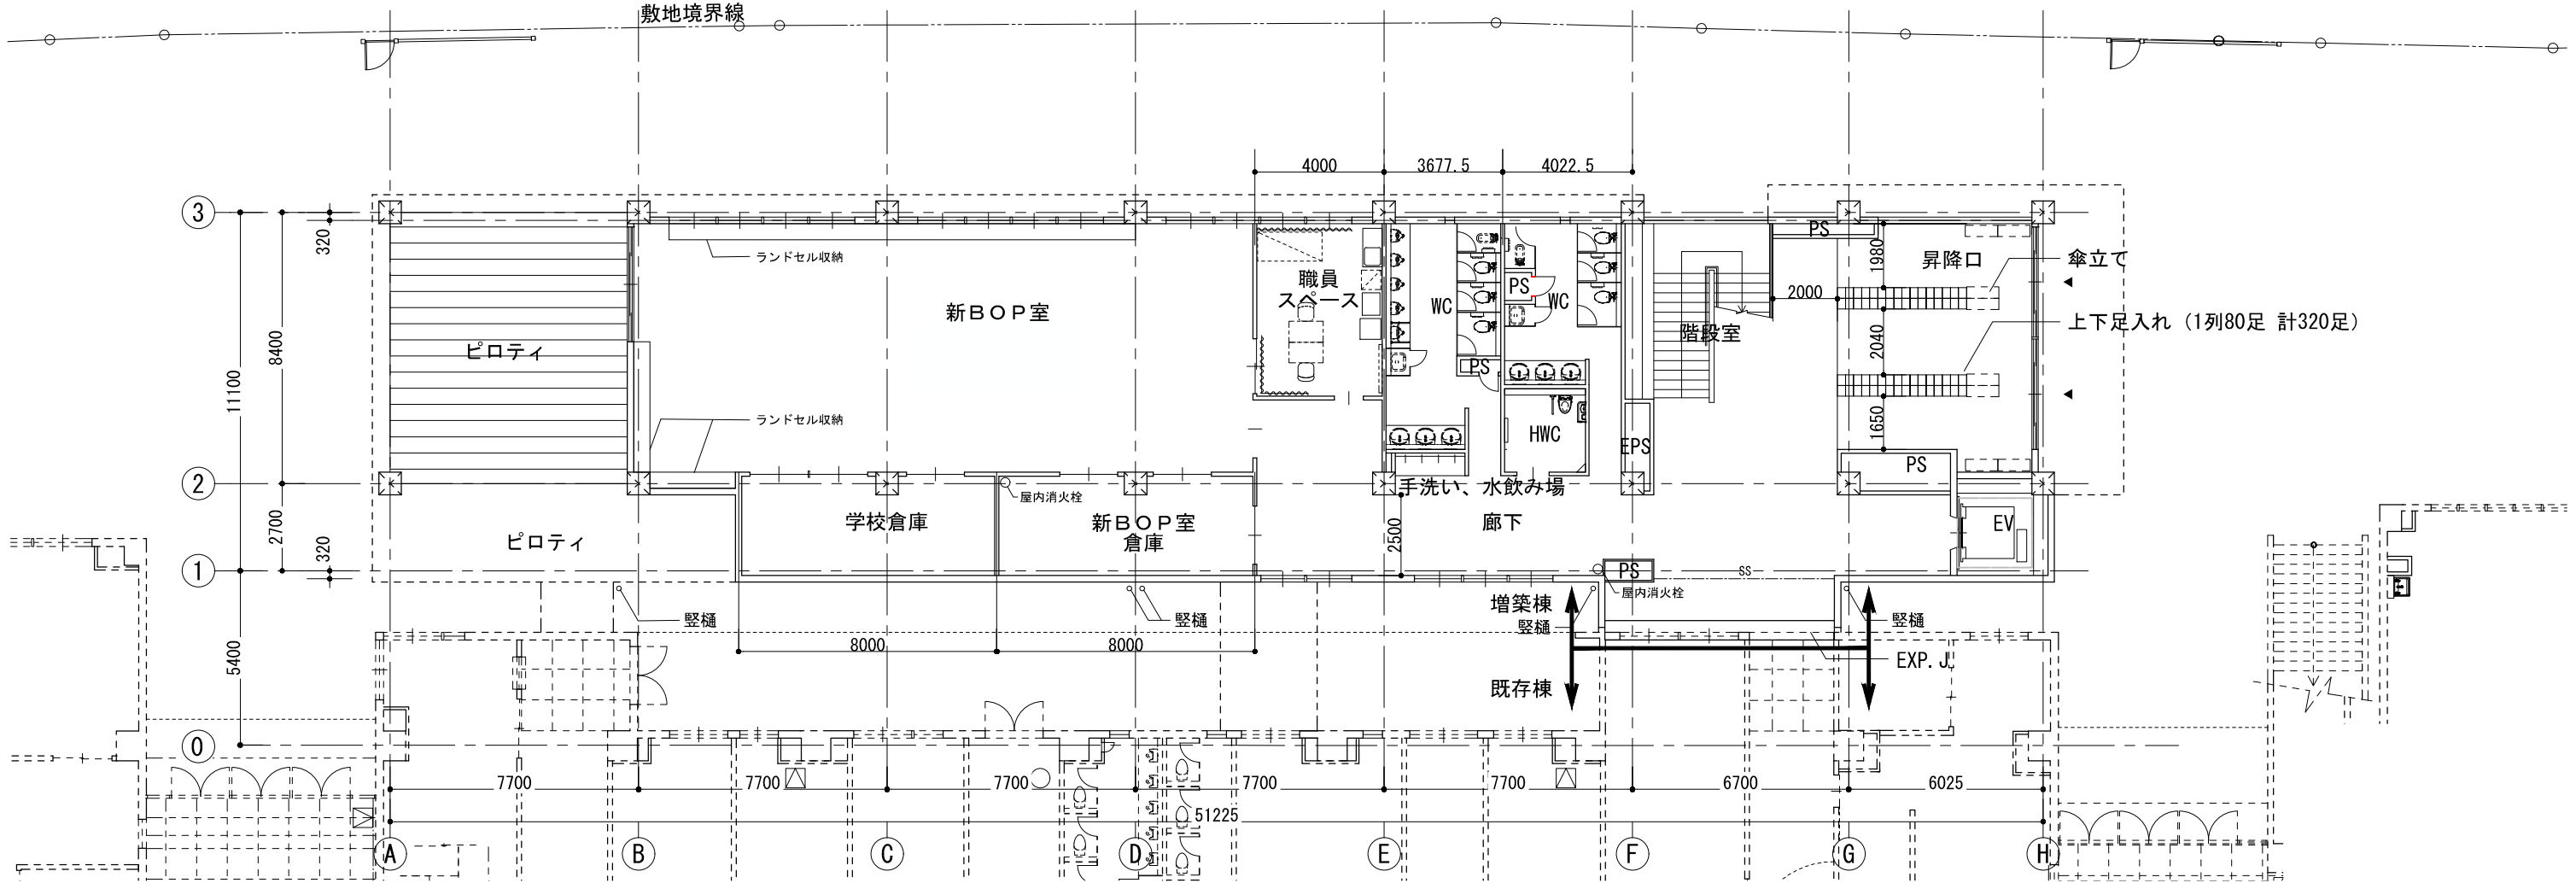 敷地境界線
4000
3677.5
4022.5
3
320
PS
1980
昇降口
傘立て
ランドセル収納
職員
スペース
新ＢＯＰ室
PS
WC
WC
2000
階段室
上下足入れ（1列80足 計320足）
ピロティ
8400
11100
2040
PS
ランドセル収納
1650
HWC
EPS
PS
2
手洗い、水飲み場
屋内消火栓
学校倉庫
新ＢＯＰ室
倉庫
廊下
EV
2500
2700
320
ピロティ
1
PS
SS
屋内消火栓
増築棟
竪樋
竪樋
竪樋
竪樋
8000
8000
5400
EXP.J.
既存棟
0
7700
7700
7700
7700
7700
6700
6025
51225
A
B
C
D
E
F
G
H